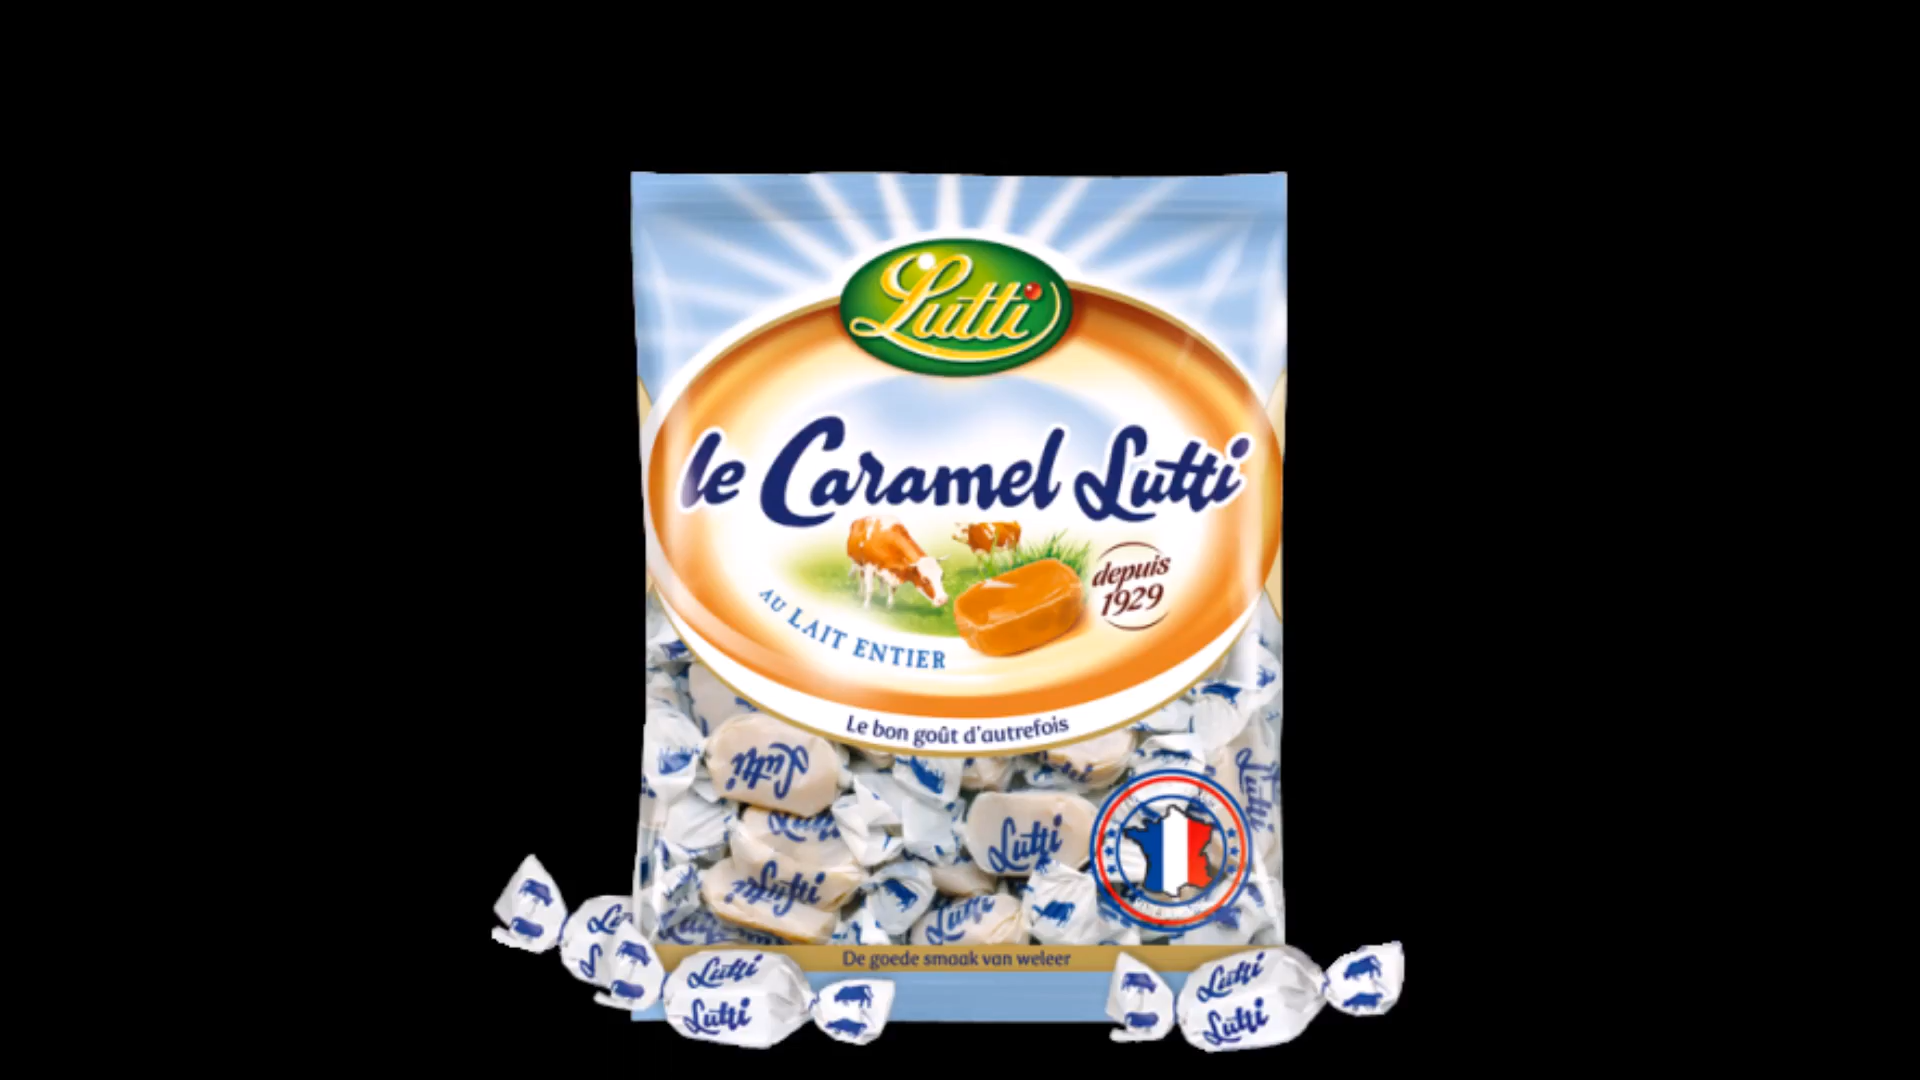 Lutti
le Caramel Lutti
depuis
1929
AU LAIT ENTIER
Le bon goût d'autrefois
Lutti
Lutti
Lutti
Lutti
Lutti
De goede smaak van weleer
Lutti
Lutti
Lutti
Lutti